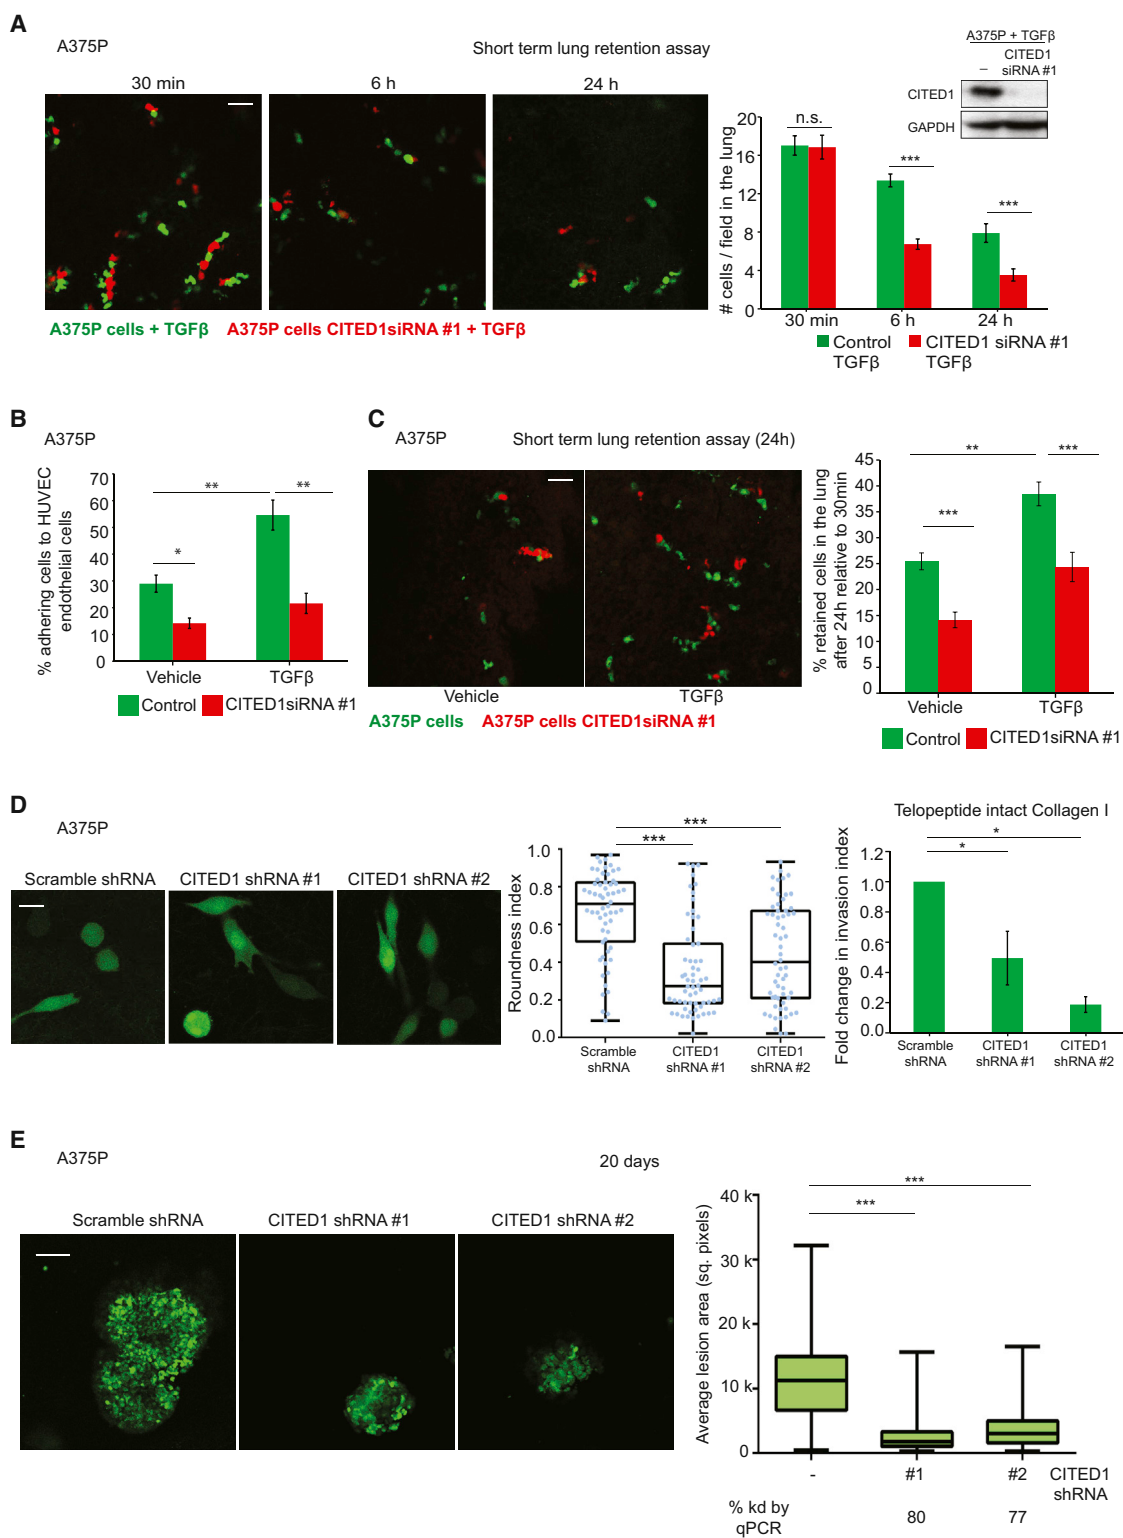 A
A375P
Short term lung retention assay
30 min
6 h
24 h
A375P + TGFβ
–
CITED1
siRNA #1
CITED1
GAPDH
# cells / field in the lung
20
16
12
8
4
0
n.s.
***
***
30 min
6 h
24 h
A375P cells + TGFβ
A375P cells CITED1siRNA #1 + TGFβ
Control
TGFβ
CITED1 siRNA #1
TGFβ
B
A375P
% adhering cells to HUVEC
endothelial cells
70
60
50
40
30
20
10
0
*
**
**
Vehicle
TGFβ
Control
CITED1siRNA #1
C
A375P
Short term lung retention assay (24h)
Vehicle
TGFβ
A375P cells
A375P cells CITED1siRNA #1
% retained cells in the lung
after 24h relative to 30min
45
40
35
30
25
20
15
10
5
0
***
**
***
Vehicle
TGFβ
Control
CITED1siRNA #1
D
A375P
Scramble shRNA
CITED1 shRNA #1
CITED1 shRNA #2
Roundness index
1.0
0.8
0.6
0.4
0.2
0.0
***
***
Scramble
shRNA
CITED1
shRNA #1
CITED1
shRNA #2
Telopeptide intact Collagen I
Fold change in invasion index
1.2
1.0
0.8
0.6
0.4
0.2
0.0
*
*
Scramble
shRNA
CITED1
shRNA #1
CITED1
shRNA #2
E
A375P
20 days
Scramble shRNA
CITED1 shRNA #1
CITED1 shRNA #2
Average lesion area (sq. pixels)
40 k
30 k
20 k
10 k
0
***
***
-
#1
#2
CITED1
shRNA
% kd by
qPCR
80
77